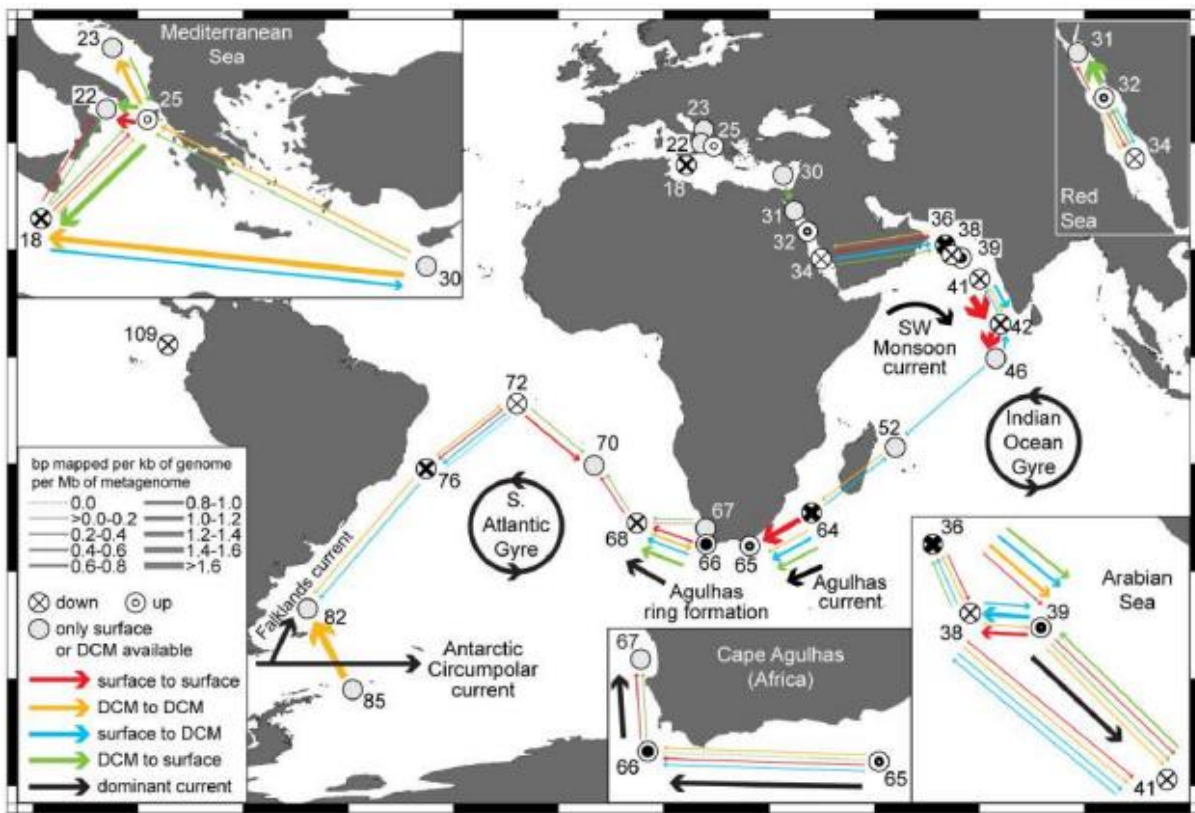 Mediterranean
Sea
23
22
25
18
30
31
32
34
Red
Sea
23
25
22
18
30
31
32
34
36
38
39
41
42
46
SW
Monsoon
current
109
72
70
76
52
Indian
Ocean
Gyre
S.
Atlantic
Gyre
67
68
66
65
64
Agulhas
ring formation
Agulhas
current
Falklands current
82
85
Antarctic
Circumpolar
current
bp mapped per kb of genome
per Mb of metagenome
0.0 0.8-1.0
>0.0-0.2 1.0-1.2
0.2-0.4 1.2-1.4
0.4-0.6 1.4-1.6
0.6-0.8 >1.6
down up
only surface
or DCM available
surface to surface
DCM to DCM
surface to DCM
DCM to surface
dominant current
67
Cape Agulhas
(Africa)
66
65
36
Arabian
Sea
39
38
41